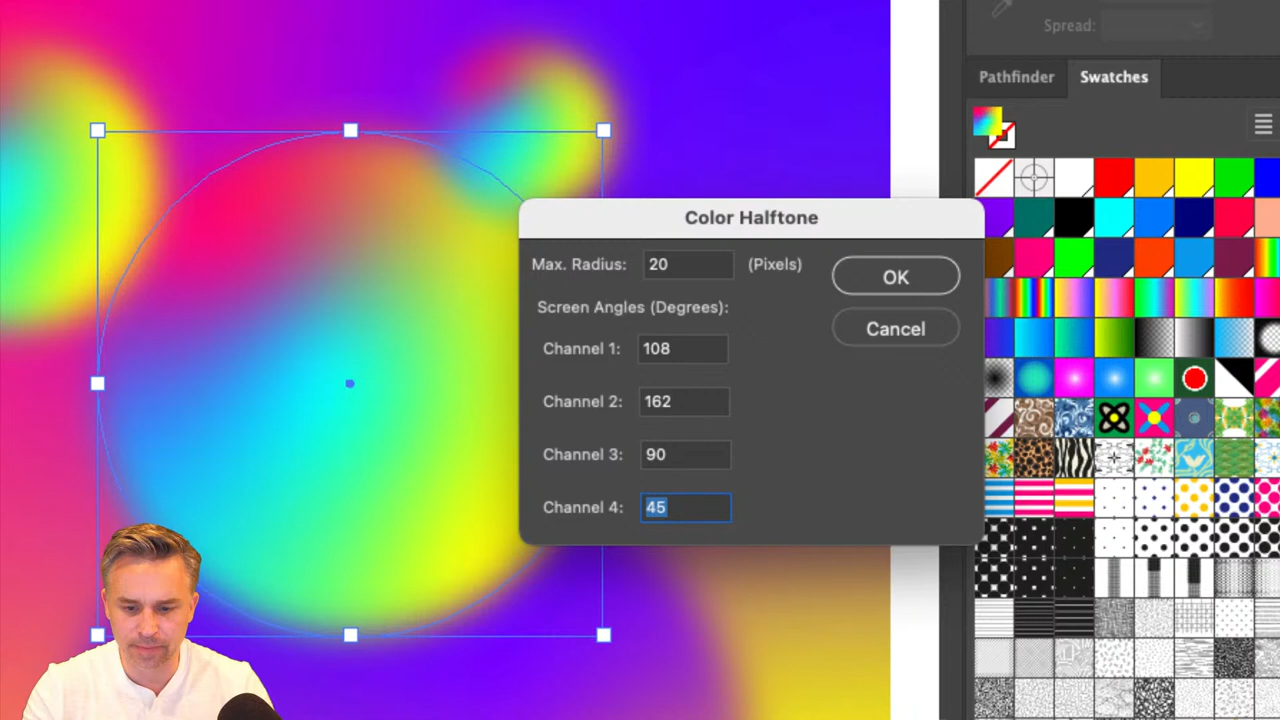 Spread:
Pathfinder
Swatches
Color Halftone
Max. Radius: 20 (Pixels)
OK
Screen Angles (Degrees):
Cancel
Channel 1: 108
Channel 2: 162
Channel 3: 90
Channel 4: 45